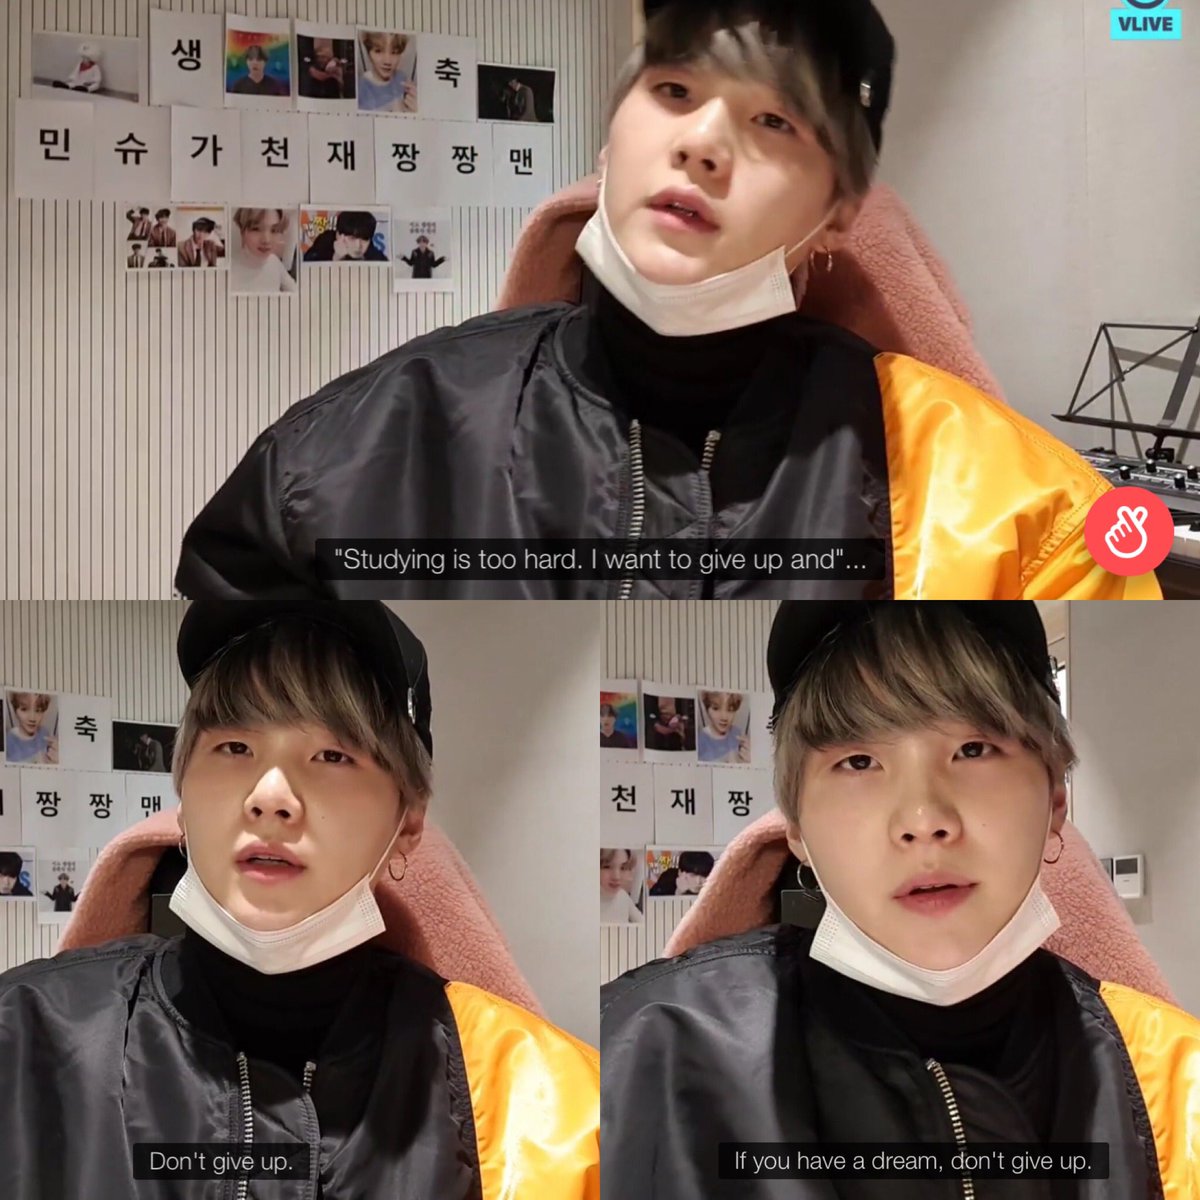 VLIVE
생 축
민 슈 가 천 재 짱 짱 맨
짱!!
"Studying is too hard. I want to give up and"...
축
짱 짱 맨
Don't give up.
천 재 짱
If you have a dream, don't give up.